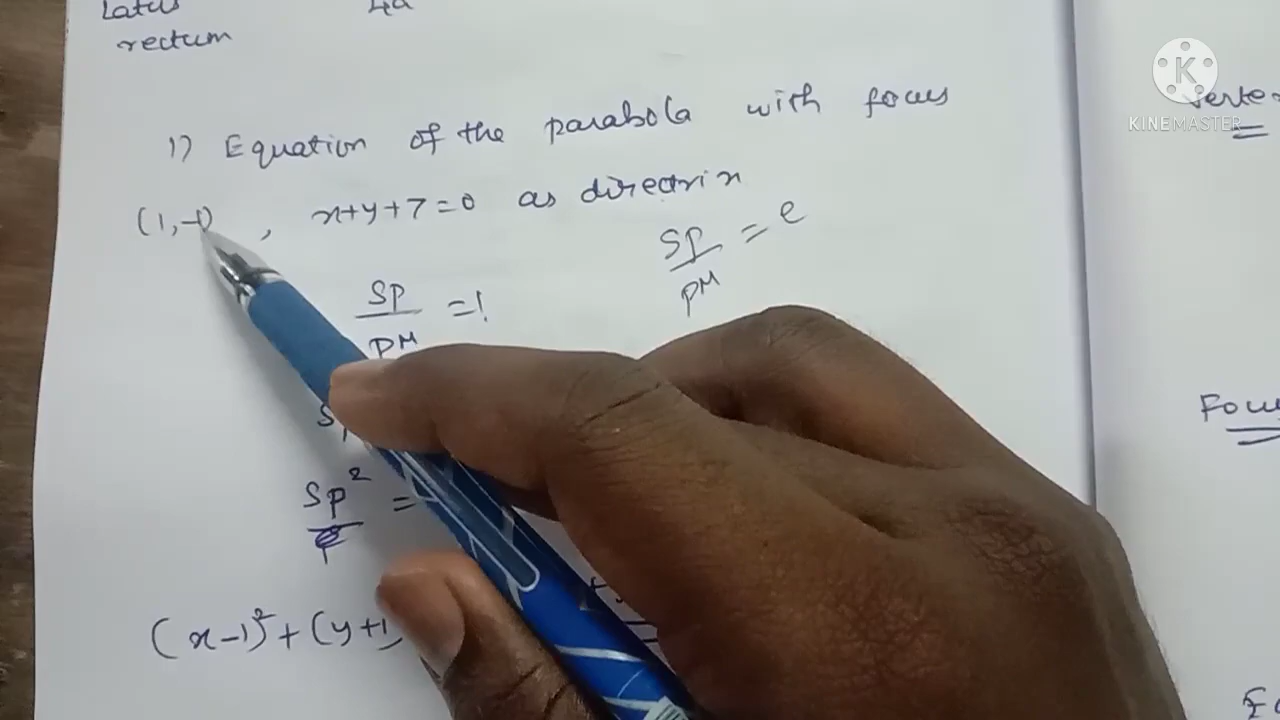 Latus 4a
rectum
1) Equation of the parabola with focus
(1,-1) , x+y+7=0 as directrix
SP/PM = e
SP/PM =1
SP² =
(x-1)²+(y+1)
KINEMASTER